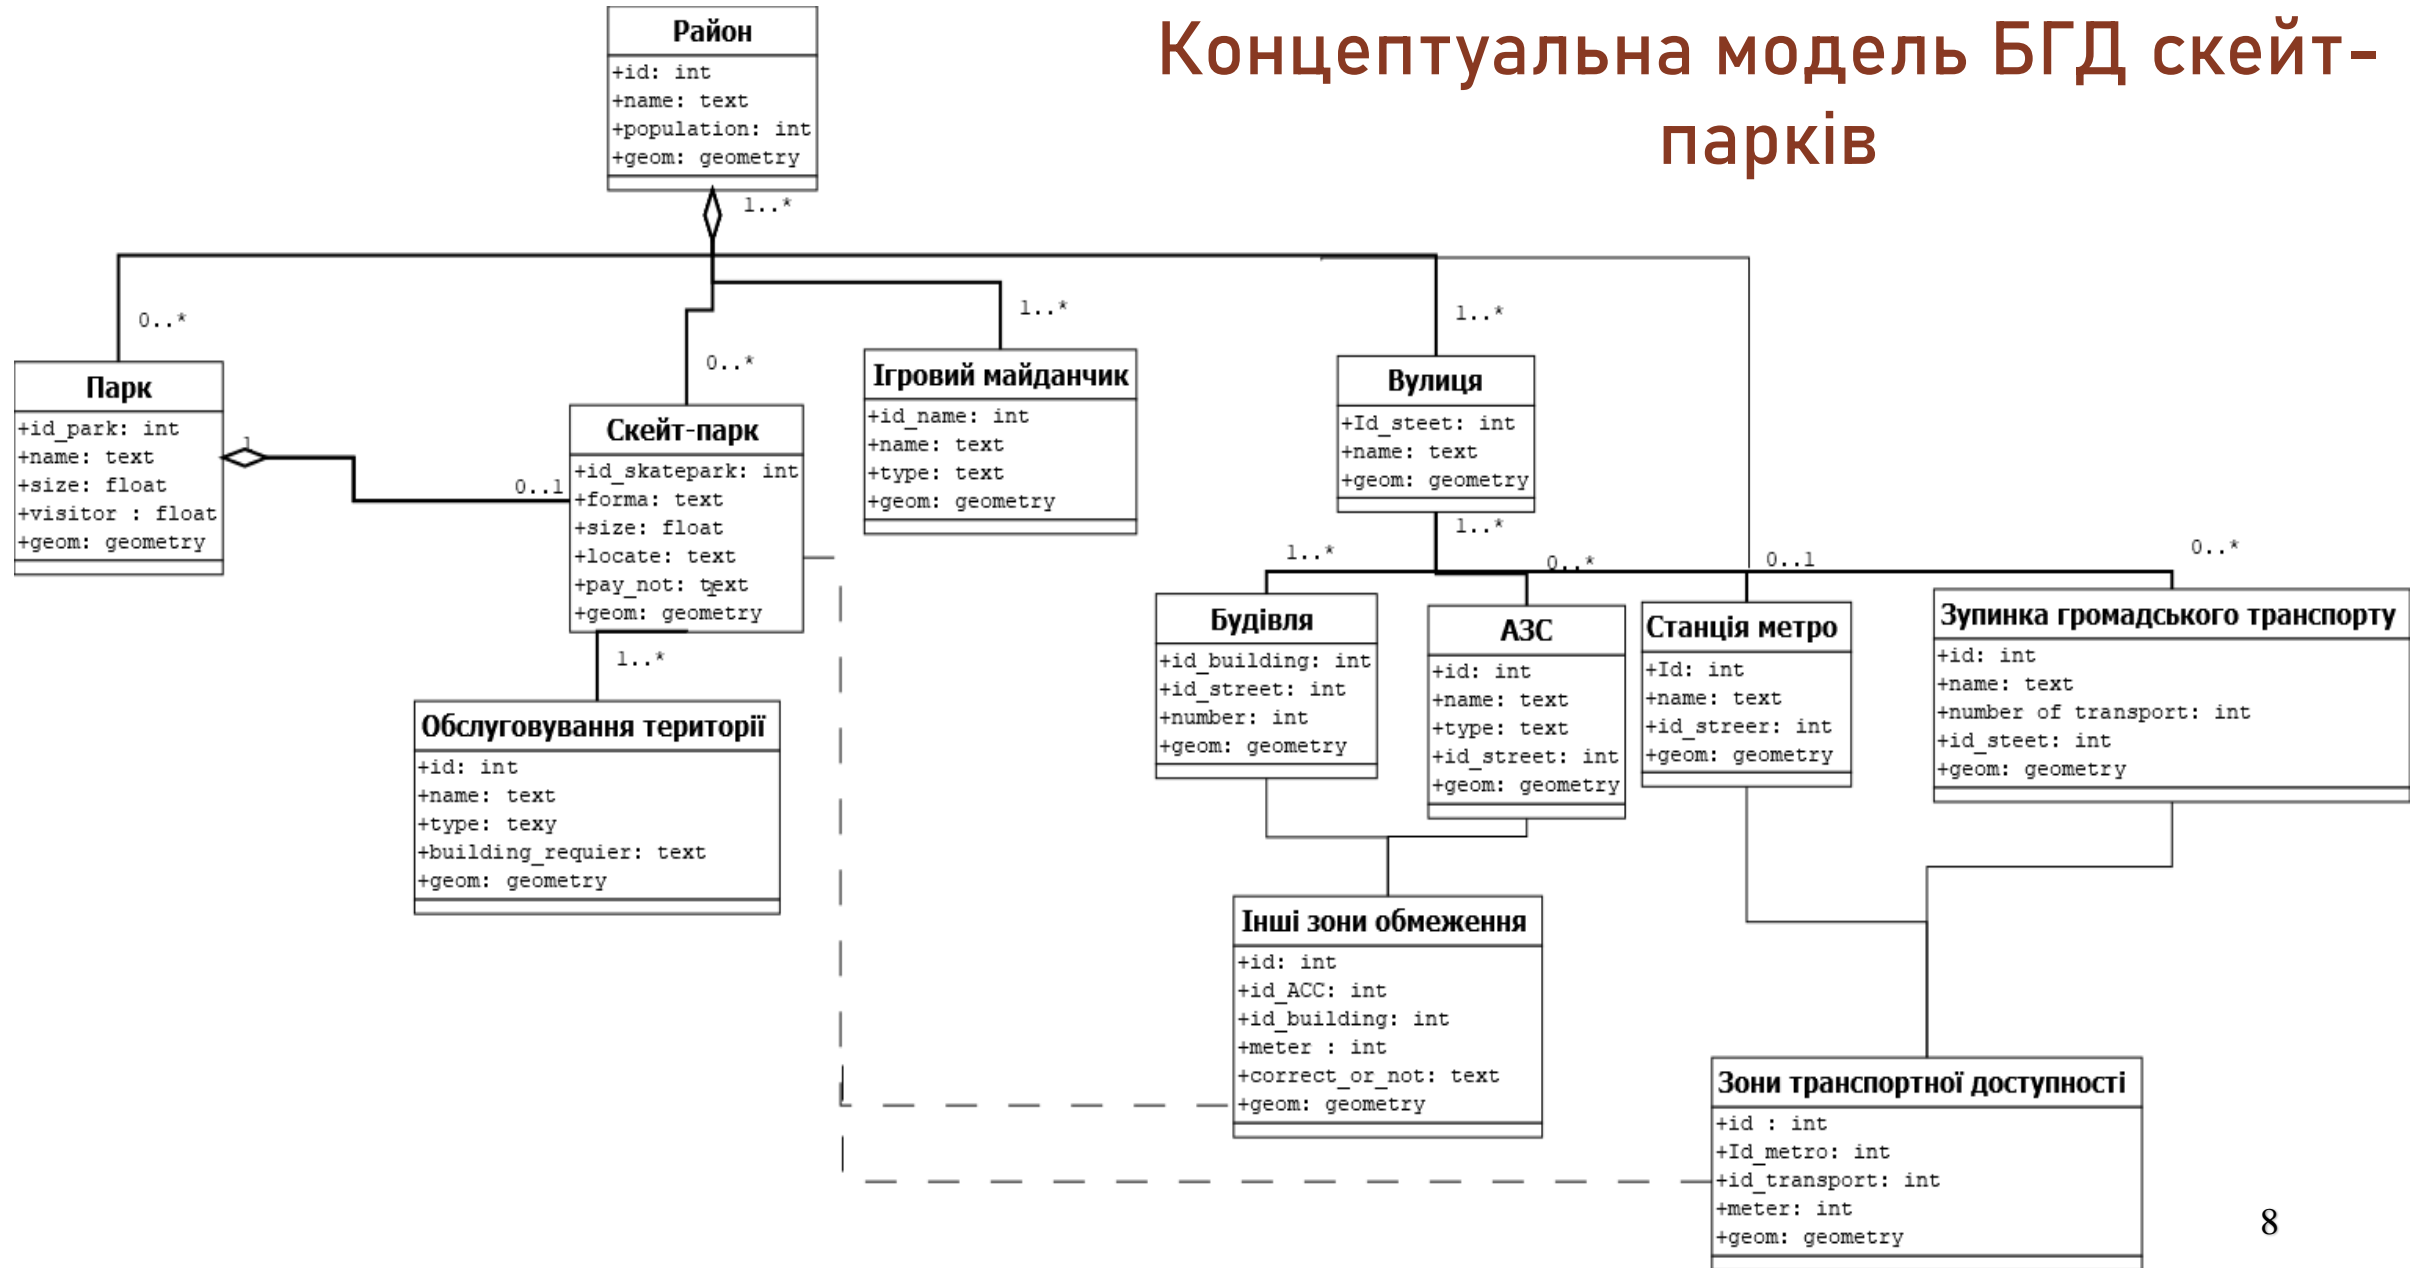 Концептуальна модель БГД скейт-
парків
Район
+id: int
+name: text
+population: int
+geom: geometry
1..*
0..*
0..*
1..*
1..*
Парк
+id_park: int
+name: text
+size: float
+visitor : float
+geom: geometry
1
0..1
Скейт-парк
+id_skatepark: int
+forma: text
+size: float
+locate: text
+pay_not: text
+geom: geometry
1..*
Ігровий майданчик
+id_name: int
+name: text
+type: text
+geom: geometry
Вулиця
+Id_steet: int
+name: text
+geom: geometry
1..*
1..*
0..*
0..1
0..*
Обслуговування території
+id: int
+name: text
+type: texy
+building_requier: text
+geom: geometry
Будівля
+id_building: int
+id_street: int
+number: int
+geom: geometry
АЗС
+id: int
+name: text
+type: text
+id_street: int
+geom: geometry
Станція метро
+Id: int
+name: text
+id_streer: int
+geom: geometry
Зупинка громадського транспорту
+id: int
+name: text
+number of transport: int
+id_steet: int
+geom: geometry
Інші зони обмеження
+id: int
+id_ACC: int
+id_building: int
+meter : int
+correct_or_not: text
+geom: geometry
Зони транспортної доступності
+id : int
+Id_metro: int
+id_transport: int
+meter: int
+geom: geometry
8